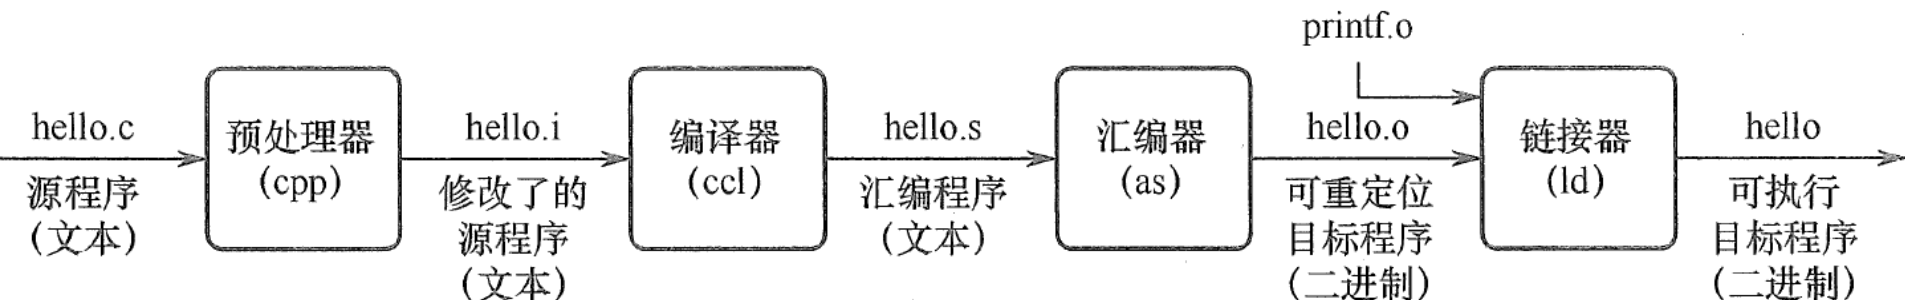 printf.o
hello.c
预处理器
(cpp)
hello.i
编译器
(ccl)
hello.s
汇编器
(as)
hello.o
链接器
(ld)
hello
源程序
(文本)
修改了的
源程序
(文本)
汇编程序
(文本)
可重定位
目标程序
(二进制)
可执行
目标程序
(二进制)